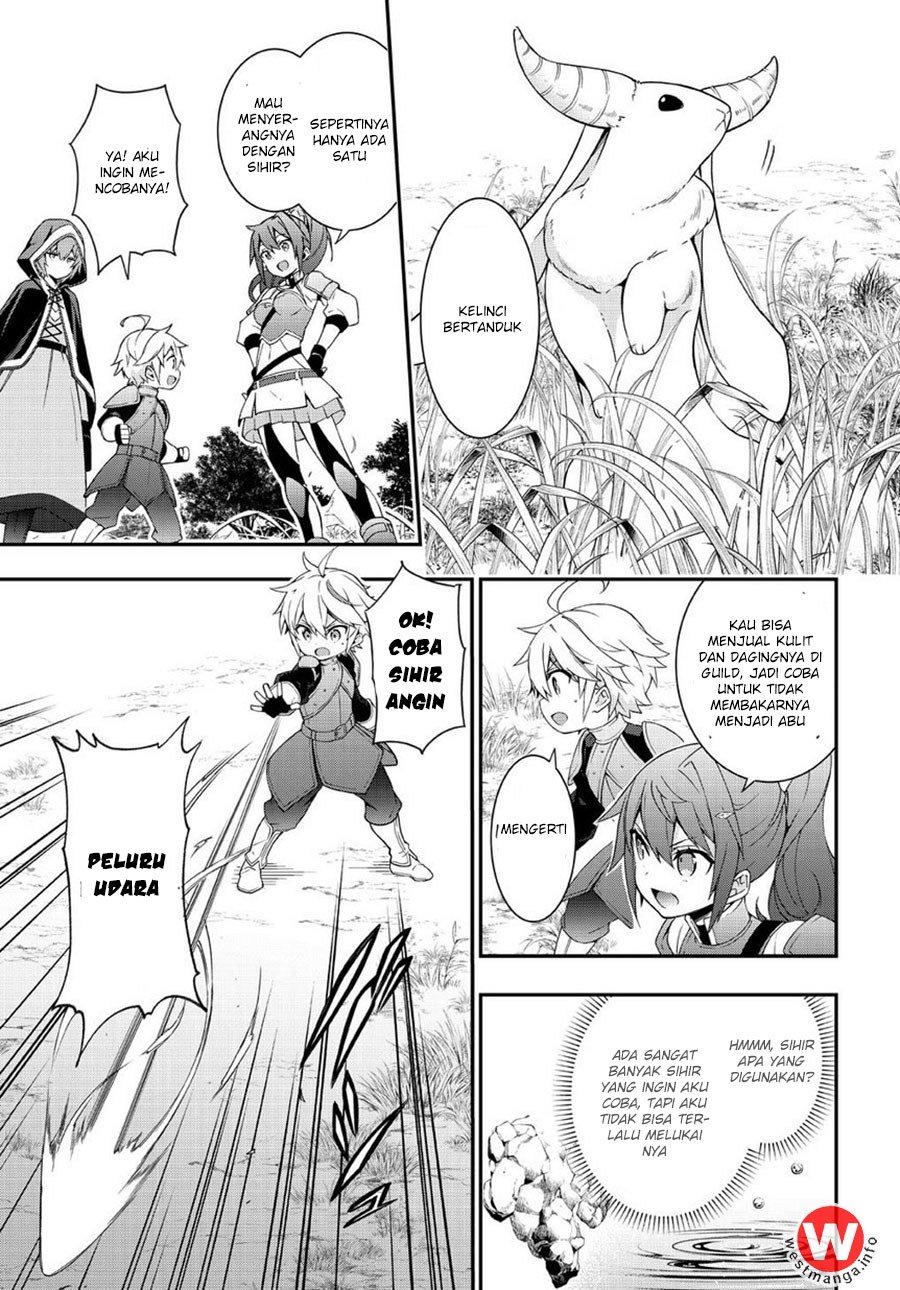 KELINCI
BERTANDUK
SEPERTINYA
HANYA ADA
SATU
MAU
MENYER-
ANGNYA
DENGAN
SIHIR?
YA! AKU
INGIN ME-
NCOBANYA!
KAU BISA
MENJUAL KULIT
DAN DAGINGNYA DI
GUILD, JADI COBA
UNTUK TIDAK
MEMBAKARNYA
MENJADI ABU
¡MENGERTI
HMMM, SIHIR
APA YANG
DIGUNAKAN?
ADA SANGAT
BANYAK SIHIR
YANG INGIN AKU
COBA, TAPI AKU
TIDAK BISA TER-
LALU MELUKAI
NYA
OK!
COBA
SIHIR
ANGIN
PELURU
UDARA
W
westmanga.info